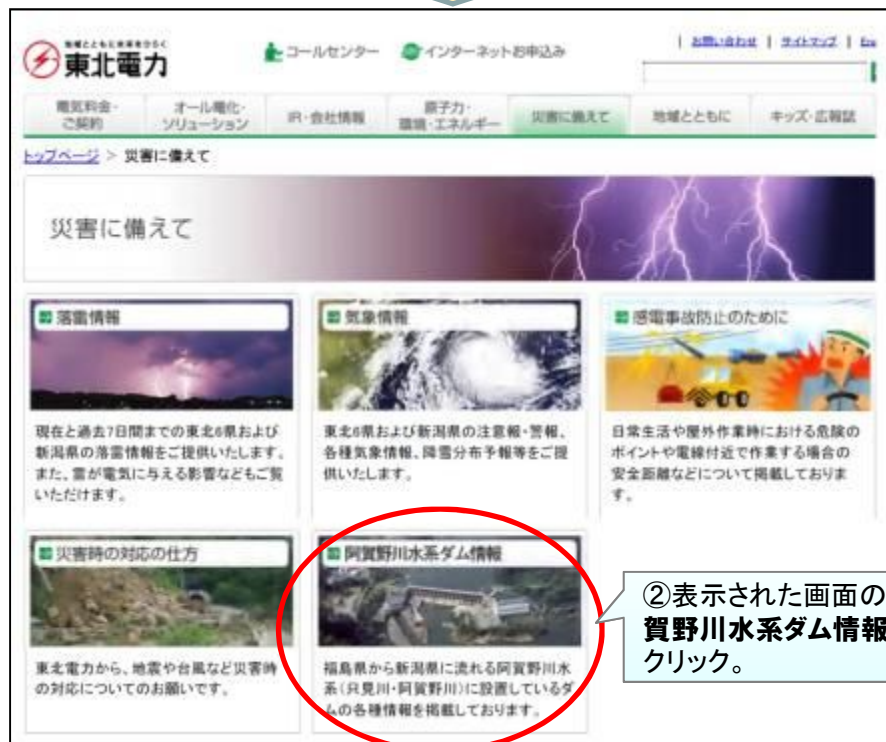 地域とともに未来をひらく
東北電力
コールセンター
インターネットお申込み
| お問い合わせ | サイトマップ |
電気料金・
ご契約
オール電化・
ソリューション
IR・会社情報
原子力・
環境・エネルギー
災害に備えて
地域とともに
キッズ・広報誌
トップページ > 災害に備えて
災害に備えて
落雷情報
気象情報
感電事故防止のために
現在と過去7日間までの東北6県および
新潟県の落雷情報をご提供いたします。
また、雷が電気に与える影響などもご覧
いただけます。
東北6県および新潟県の注意報・警報、
各種気象情報、降雪分布予報等をご提
供いたします。
日常生活や屋外作業時における危険の
ポイントや電線付近で作業する場合の
安全距離などについて掲載しておりま
す。
災害時の対応の仕方
阿賀野川水系ダム情報
東北電力から、地震や台風など災害時
の対応についてのお願いです。
福島県から新潟県に流れる阿賀野川水
系(只見川・阿賀野川)に設置しているダ
ムの各種情報を掲載しております。
②表示された画面の
賀野川水系ダム情報
クリック。